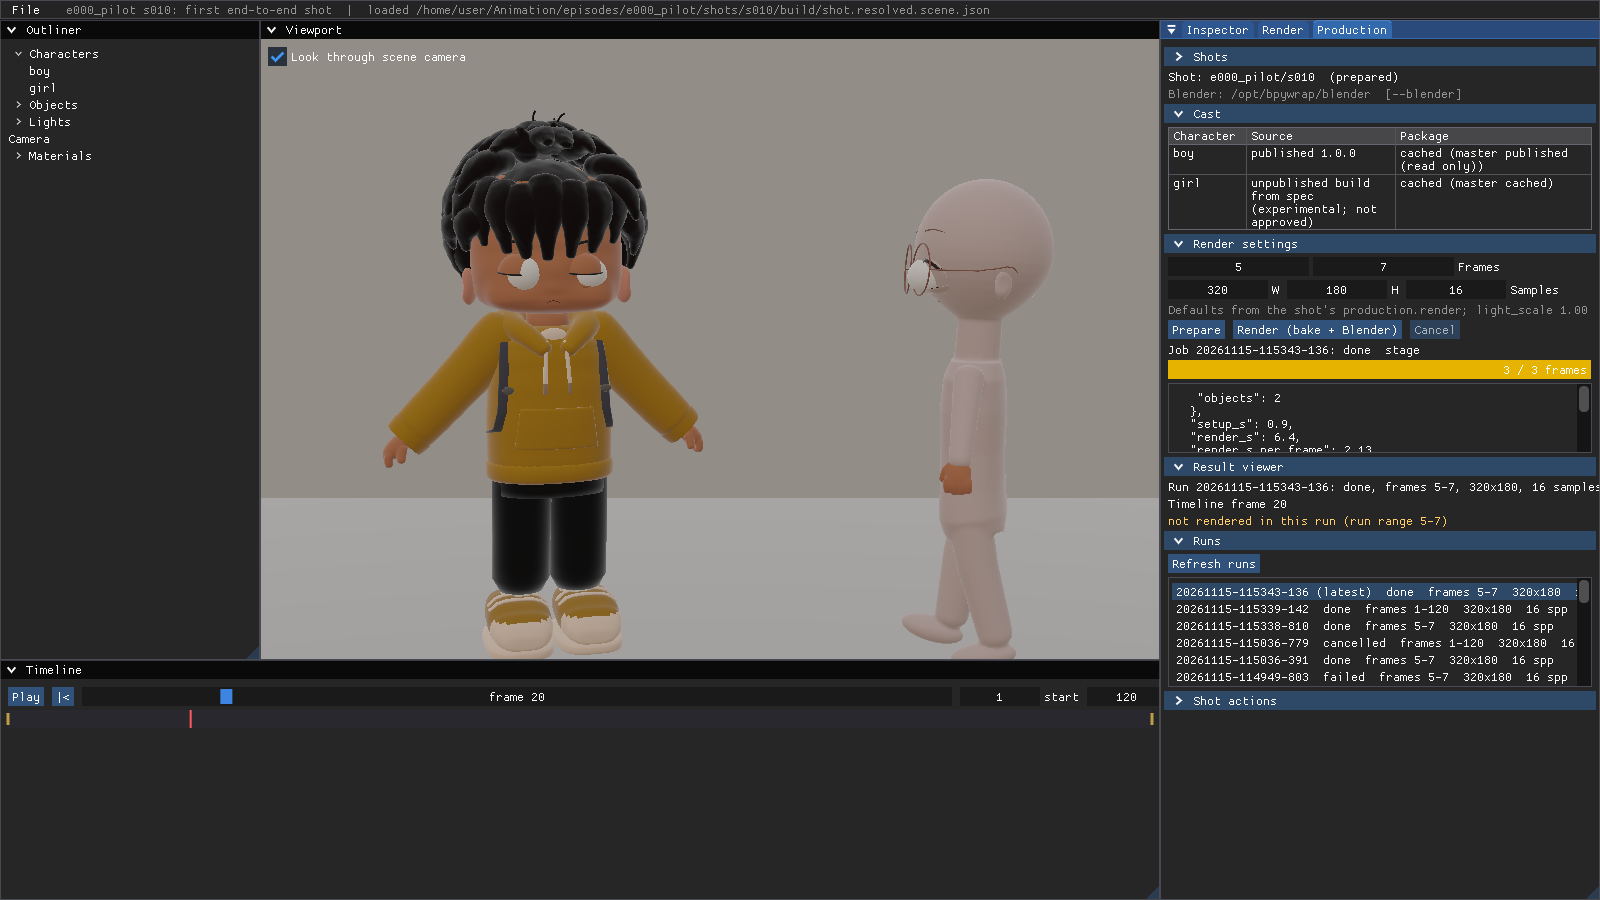 File e000_pilot s010: first end-to-end shot | loaded /home/user/Animation/episodes/e000_pilot/shots/s010/build/shot.resolved.scene.json
Outliner
Characters
boy
girl
Objects
Lights
Camera
Materials
Viewport
Look through scene camera
Inspector Render Production
Shots
Shot: e000_pilot/s010 (prepared)
Blender: /opt/bpywrap/blender [--blender]
Cast
Character Source Package
boy published 1.0.0 cached (master published
(read only))
girl unpublished build cached (master cached)
from spec
(experimental; not
approved)
Render settings
5 7 Frames
320 W 180 H 16 Samples
Defaults from the shot's production.render; light_scale 1.00
Prepare Render (bake + Blender) Cancel
Job 20261115-115343-136: done stage
3 / 3 frames
"objects": 2
},
"setup_s": 0.9,
"render_s": 6.4,
"render_s_per_frame": 2.13
Result viewer
Run 20261115-115343-136: done, frames 5-7, 320x180, 16 samples
Timeline frame 20
not rendered in this run (run range 5-7)
Runs
Refresh runs
20261115-115343-136 (latest) done frames 5-7 320x180
20261115-115339-142 done frames 1-120 320x180 16 spp
20261115-115338-810 done frames 5-7 320x180 16 spp
20261115-115036-779 cancelled frames 1-120 320x180 16
20261115-115036-391 done frames 5-7 320x180 16 spp
20261115-114949-803 failed frames 5-7 320x180 16 spp
Shot actions
Timeline
Play |< frame 20 1 start 120